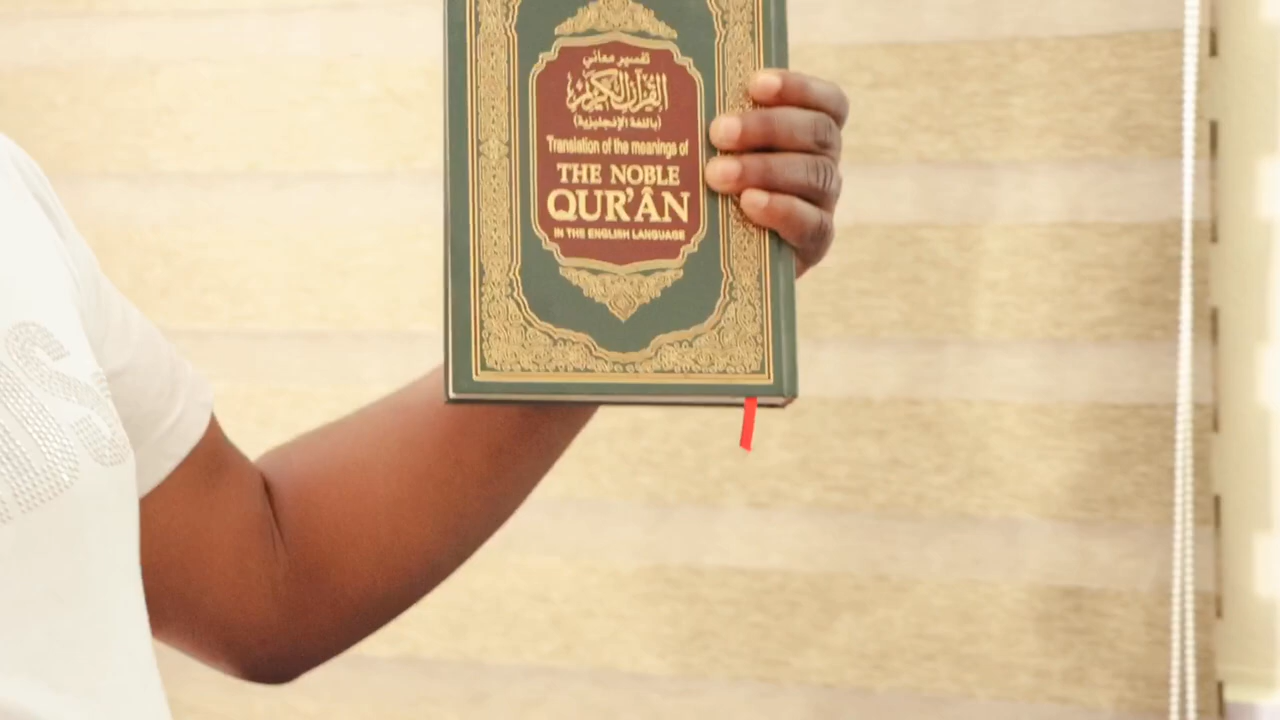 تفسير معاني
القرآن الكريم
(باللغة الإنجليزية)
Translation of the meanings of
THE NOBLE
QUR'ÂN
IN THE ENGLISH LANGUAGE